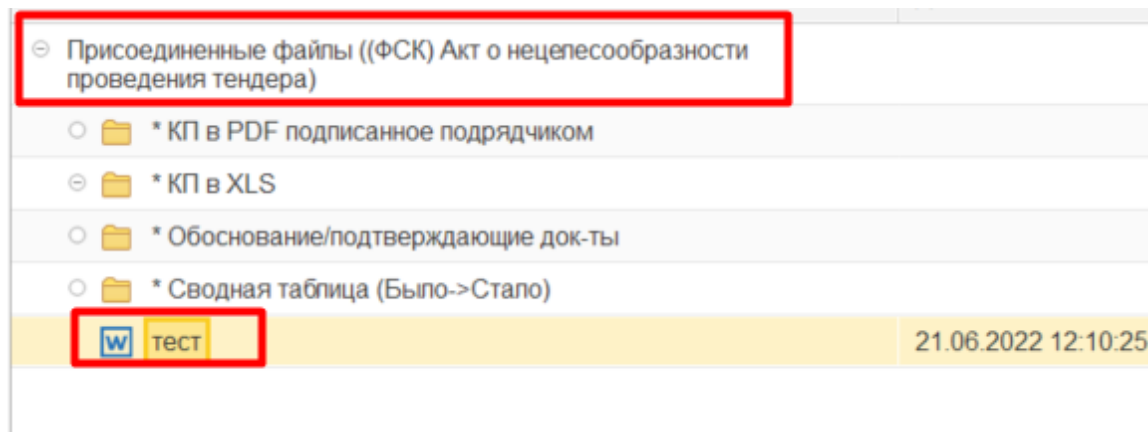 Присоединенные файлы ((ФСК) Акт о нецелесообразности
проведения тендера)
* КП в PDF подписанное подрядчиком
* КП в XLS
* Обоснование/подтверждающие док-ты
* Сводная таблица (Было->Стало)
W тест 21.06.2022 12:10:25